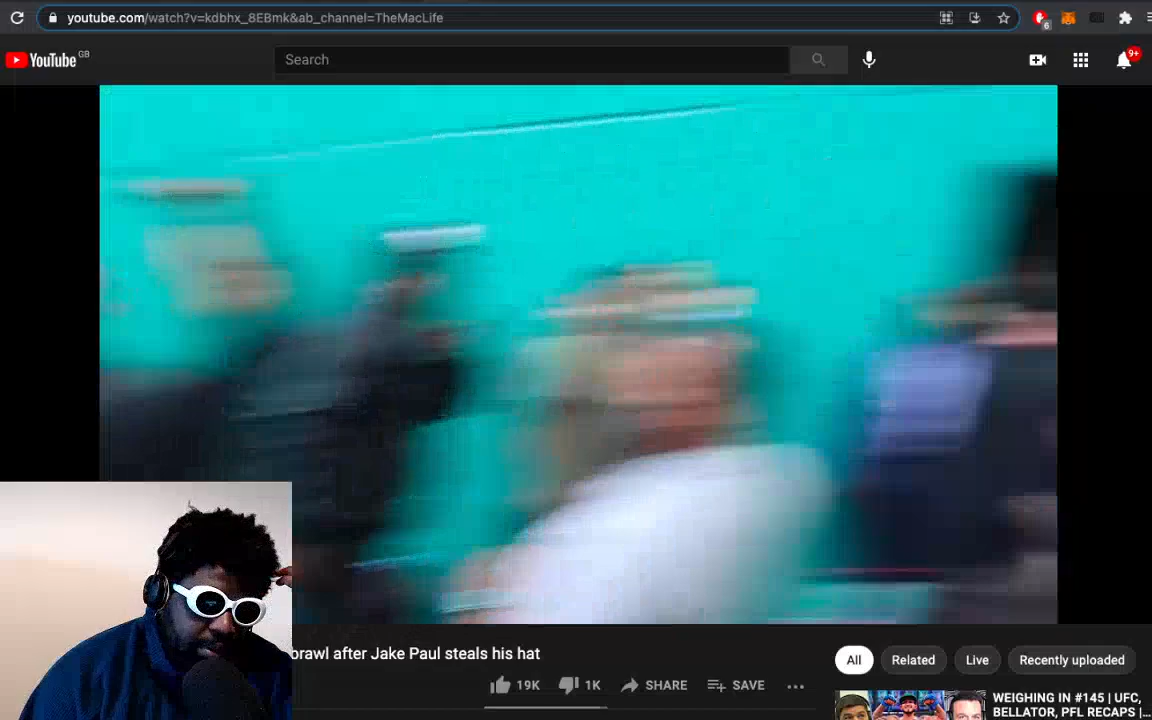 youtube.com/watch?v=kdbhx_8EBmk&ab_channel=TheMacLife
6
YouTube GB
Search
9+
brawl after Jake Paul steals his hat
19K 1K SHARE SAVE
All Related Live Recently uploaded
WEIGHING IN #145 | UFC,
BELLATOR, PFL RECAPS |...